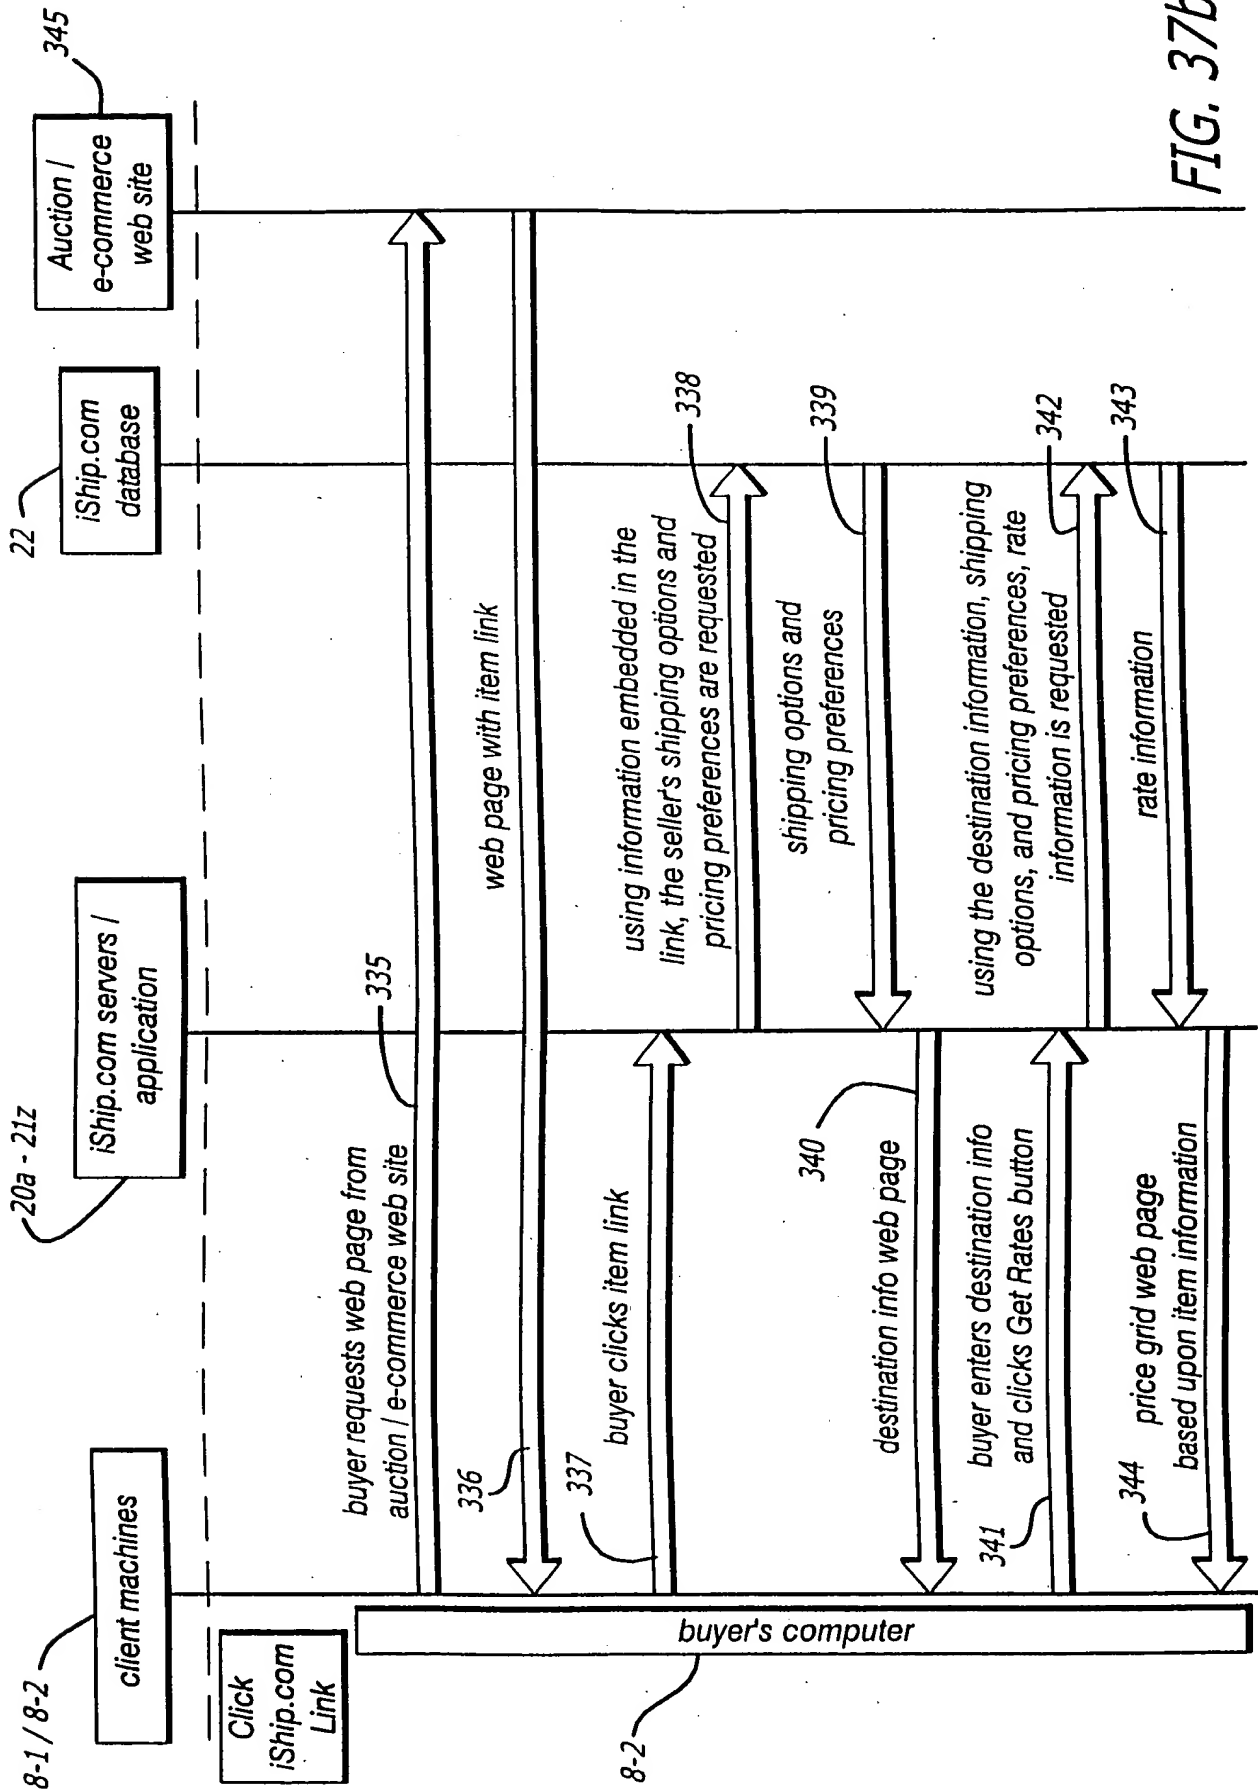 8-1 / 8-2
client machines
20a - 21z
iShip.com servers /
application
22
iShip.com
database
Auction /
e-commerce
web site
345
Click
iShip.com
Link
buyer's computer
8-2
buyer requests web page from
auction / e-commerce web site
335
336
web page with item link
337
buyer clicks item link
using information embedded in the
link, the seller's shipping options and
pricing preferences are requested
338
shipping options and
pricing preferences
339
340
destination info web page
341
buyer enters destination info
and clicks Get Rates button
using the destination information, shipping
options, and pricing preferences, rate
information is requested
342
rate information
343
344
price grid web page
based upon item information
FIG. 37b